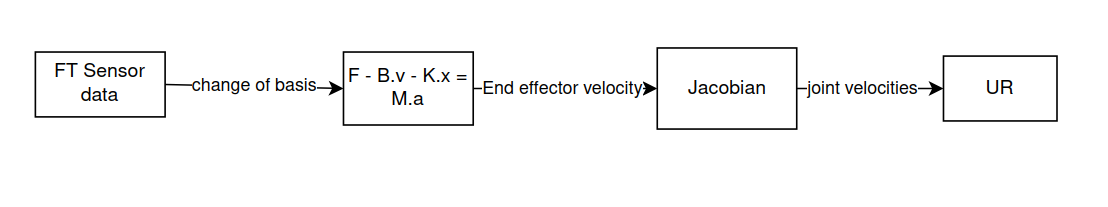 FT Sensor
data
change of basis
F - B.v - K.x =
M.a
End effector velocity
Jacobian
joint velocities
UR